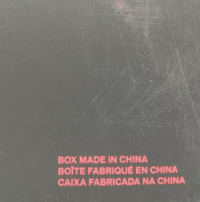 BOX MADE IN CHINA
BOÎTE FABRIQUÉ EN CHINA
CAIXA FABRICADA NA CHINA